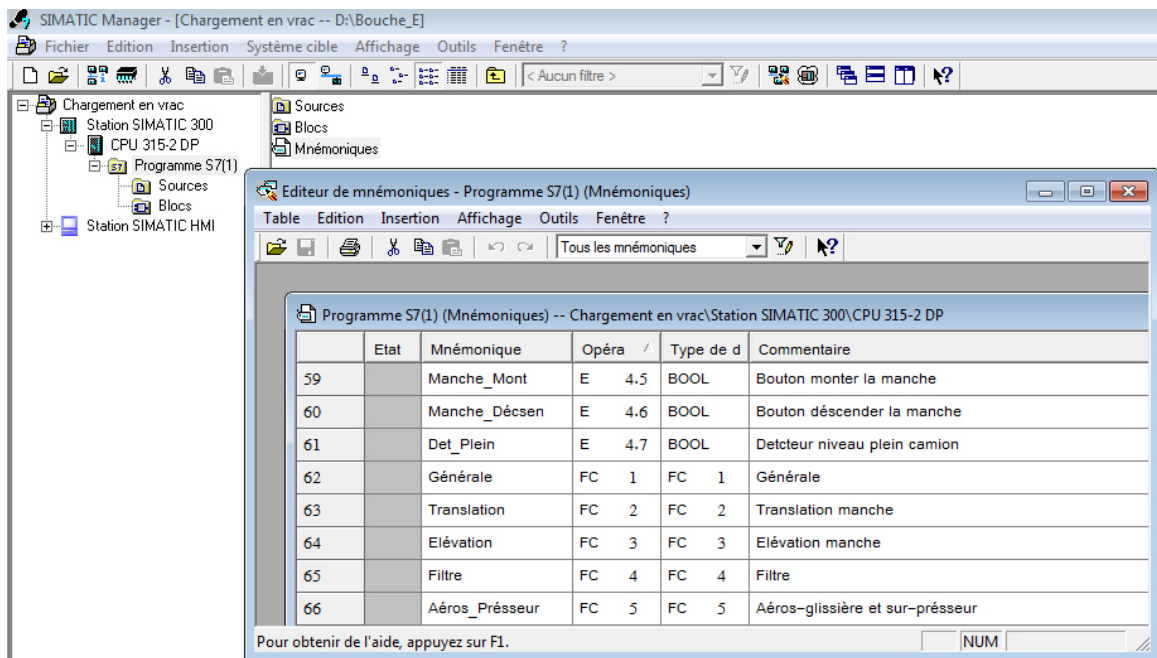 SIMATIC Manager - [Chargement en vrac -- D:\Bouche_E]
Fichier Edition Insertion Système cible Affichage Outils Fenêtre ?
< Aucun filtre >
Chargement en vrac
Station SIMATIC 300
CPU 315-2 DP
S7 Programme S7(1)
Sources
Blocs
Station SIMATIC HMI
Sources
Blocs
Mnémoniques
Editeur de mnémoniques - Programme S7(1) (Mnémoniques)
Table Edition Insertion Affichage Outils Fenêtre ?
Tous les mnémoniques
Programme S7(1) (Mnémoniques) -- Chargement en vrac\Station SIMATIC 300\CPU 315-2 DP
Etat Mnémonique Opéra Type de d Commentaire
59 Manche_Mont E 4.5 BOOL Bouton monter la manche
60 Manche_Décsen E 4.6 BOOL Bouton déscender la manche
61 Det_Plein E 4.7 BOOL Detcteur niveau plein camion
62 Générale FC 1 FC 1 Générale
63 Translation FC 2 FC 2 Translation manche
64 Elévation FC 3 FC 3 Elévation manche
65 Filtre FC 4 FC 4 Filtre
66 Aéros_Présseur FC 5 FC 5 Aéros-glissière et sur-présseur
Pour obtenir de l'aide, appuyez sur F1.
NUM